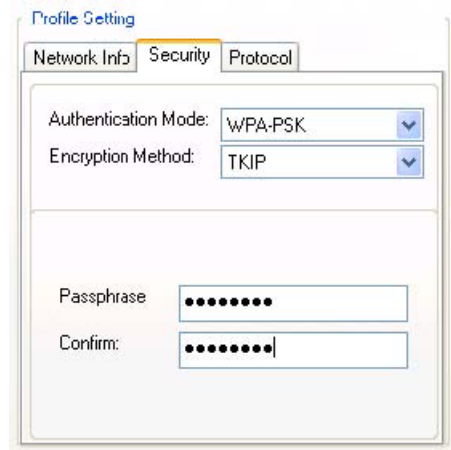 Profile Setting
Network Info Security Protocol
Authentication Mode: WPA-PSK
Encryption Method: TKIP
Passphrase ●●●●●●●●
Confirm: ●●●●●●●●